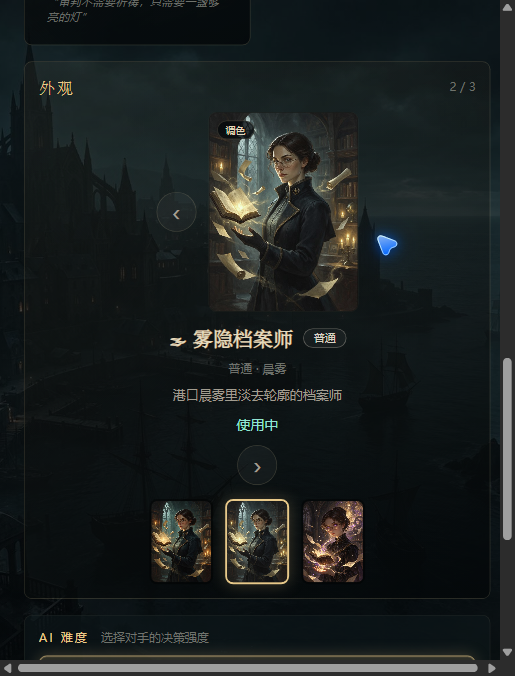 “审判不需要祈祷，只需要一盏够
亮的灯”
外观
2 / 3
调色
‹
雾隐档案师
普通
普通 · 晨雾
港口晨雾里淡去轮廓的档案师
使用中
›
AI 难度 选择对手的决策强度